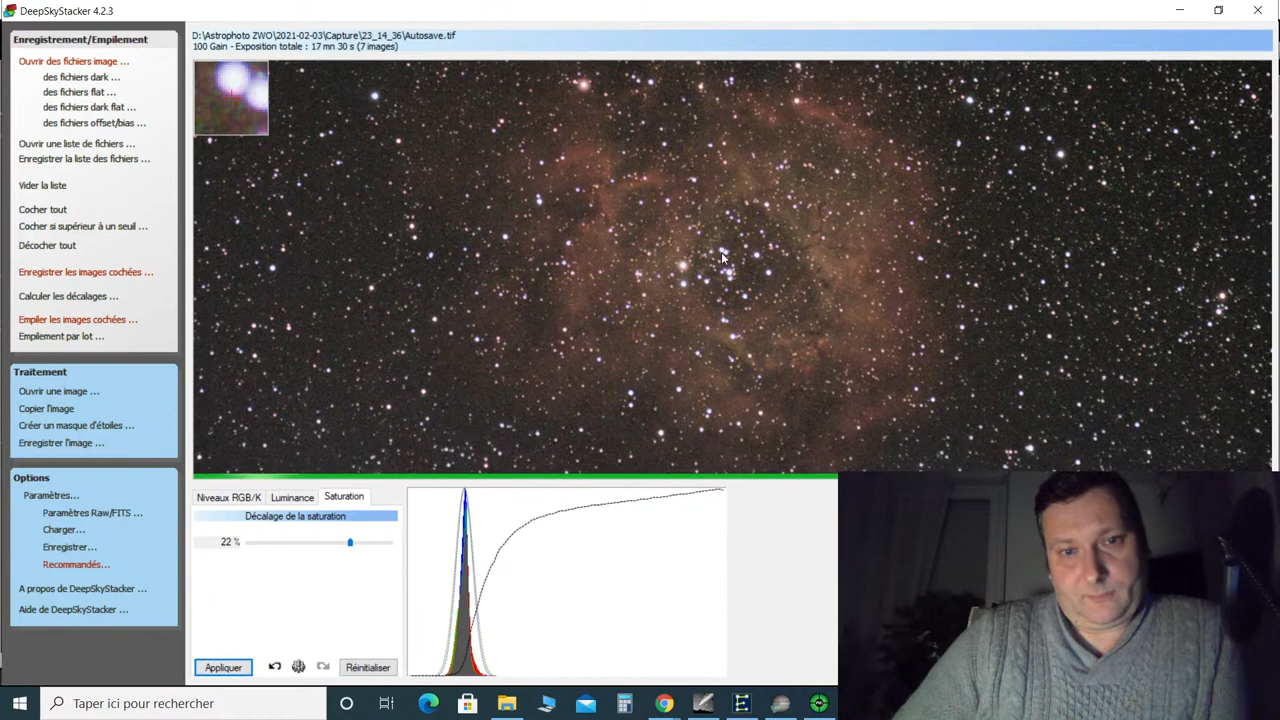 DeepSkyStacker 4.2.3
Enregistrement/Empilement
Ouvrir des fichiers image ...
des fichiers dark ...
des fichiers flat ...
des fichiers dark flat ...
des fichiers offset/bias ...
Ouvrir une liste de fichiers ...
Enregistrer la liste des fichiers ...
Vider la liste
Cocher tout
Cocher si supérieur à un seuil ...
Décocher tout
Enregistrer les images cochées ...
Calculer les décalages ...
Empiler les images cochées ...
Empilement par lot ...
Traitement
Ouvrir une image ...
Copier l'image
Créer un masque d'étoiles ...
Enregistrer l'image ...
Options
Paramètres...
Paramètres Raw/FITS ...
Charger...
Enregistrer...
Recommandés...
A propos de DeepSkyStacker ...
Aide de DeepSkyStacker ...
D:\Astrophoto ZWO\2021-02-03\Capture\23_14_36\Autosave.tif
100 Gain - Exposition totale : 17 mn 30 s (7 images)
Niveaux RGB/K Luminance Saturation
Décalage de la saturation
22 %
Appliquer Réinitialiser
Taper ici pour rechercher